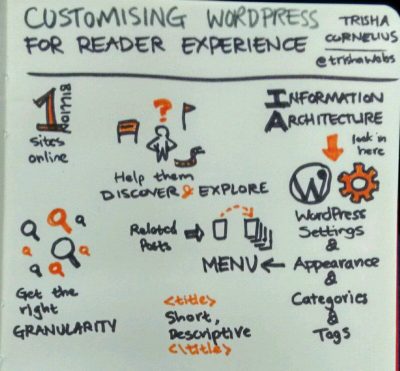 CUSTOMISING WORDPRESS
FOR READER EXPERIENCE
TRISHA
CORNELIUS
@trishawebs
1 BILLION
sites
online
?
Help them
DISCOVER & EXPLORE
INFORMATION
ARCHITECTURE
look in
here
W
WordPress
Settings
&
Appearance
&
Categories
&
Tags
Related
Posts
MENU
Get the
right
GRANULARITY
<title>
Short,
Descriptive
<\title>